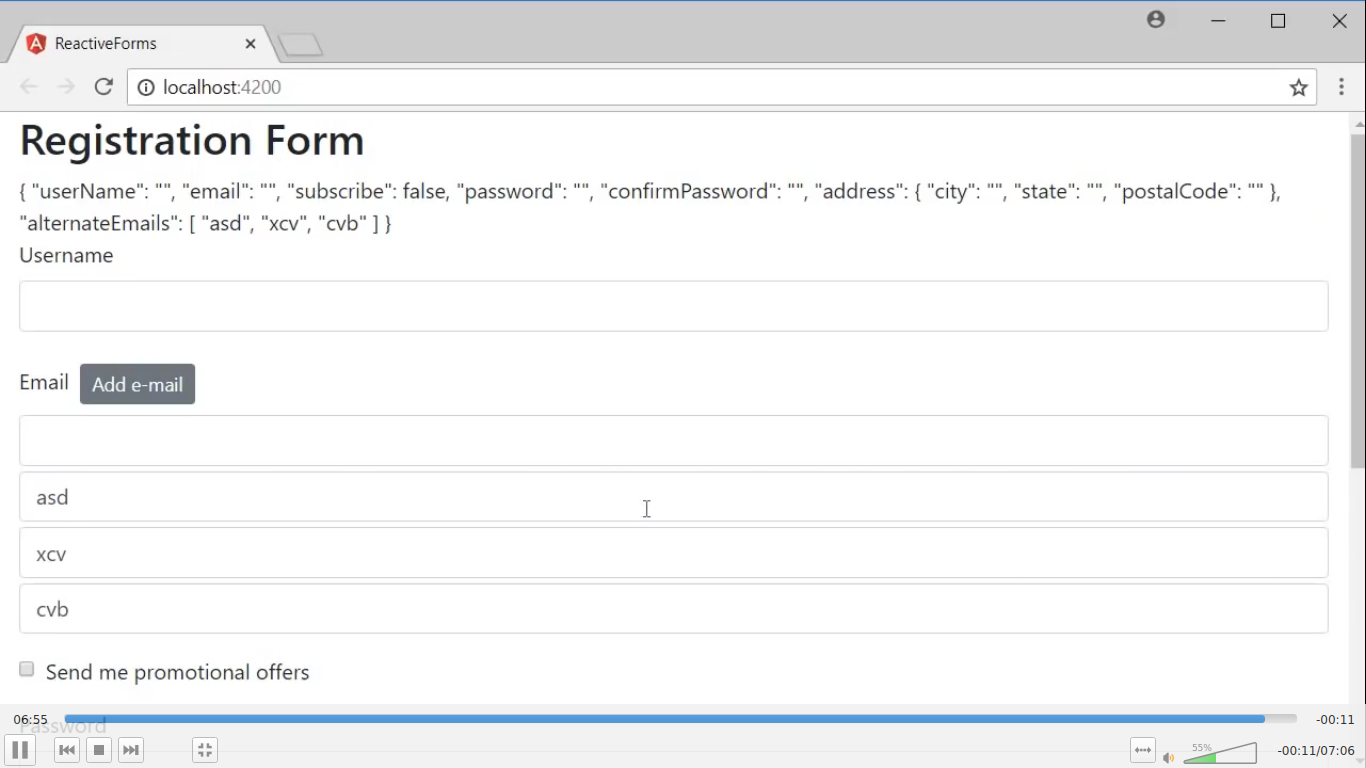 ReactiveForms
localhost:4200
Registration Form
{ "userName": "", "email": "", "subscribe": false, "password": "", "confirmPassword": "", "address": { "city": "", "state": "", "postalCode": "" },
"alternateEmails": [ "asd", "xcv", "cvb" ] }
Username
Email Add e-mail
asd
xcv
cvb
Send me promotional offers
Password
06:55 -00:11
55% -00:11/07:06